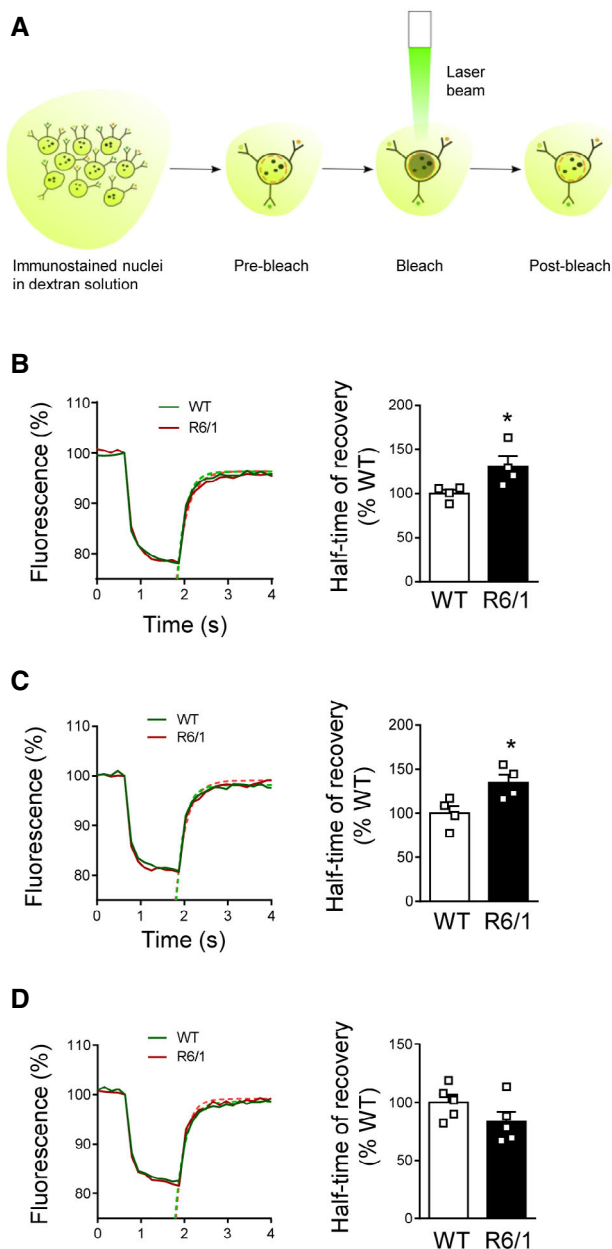 A
Laser
beam
Immunostained nuclei
in dextran solution
Pre-bleach
Bleach
Post-bleach
B
Fluorescence (%)
110
100
90
80
WT
R6/1
0 1 2 3 4
Time (s)
Half-time of recovery
(% WT)
200
150
100
50
0
*
WT R6/1
C
Fluorescence (%)
110
100
90
80
WT
R6/1
0 1 2 3 4
Time (s)
Half-time of recovery
(% WT)
200
150
100
50
0
*
WT R6/1
D
Fluorescence (%)
110
100
90
80
WT
R6/1
0 1 2 3 4
Time (s)
Half-time of recovery
(% WT)
150
100
50
0
WT R6/1